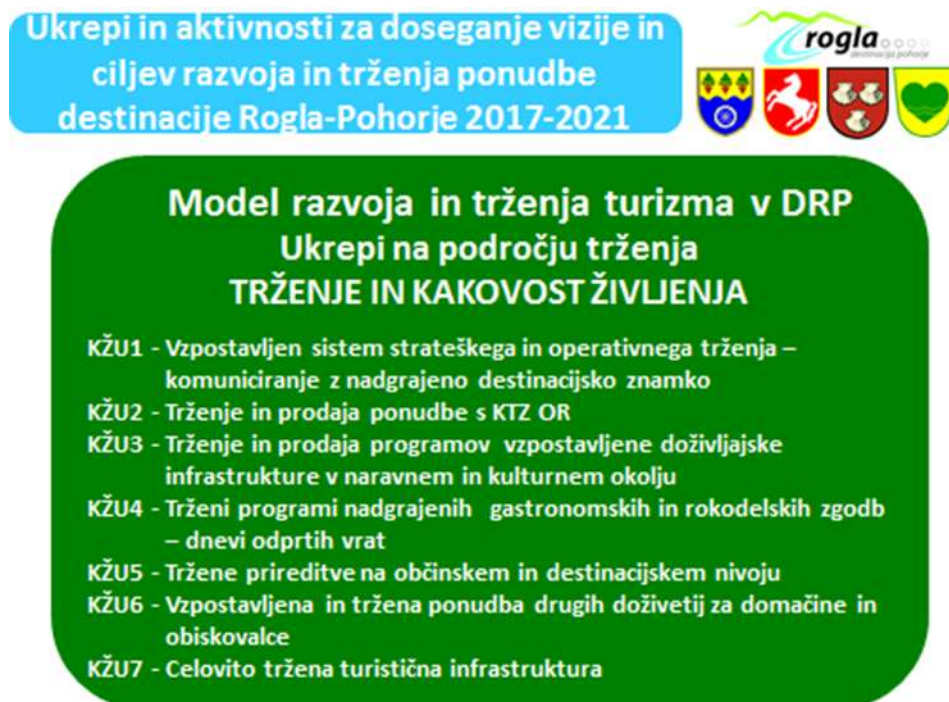 Ukrepi in aktivnosti za doseganje vizije in
ciljev razvoja in trženja ponudbe
destinacije Rogla-Pohorje 2017-2021
rogla
destinacija pohorje
Model razvoja in trženja turizma v DRP
Ukrepi na področju trženja
TRŽENJE IN KAKOVOST ŽIVLJENJA
KŽU1 - Vzpostavljen sistem strateškega in operativnega trženja –
komuniciranje z nadgrajeno destinacijsko znamko
KŽU2 - Trženje in prodaja ponudbe s KTZ OR
KŽU3 - Trženje in prodaja programov vzpostavljene doživljajske
infrastrukture v naravnem in kulturnem okolju
KŽU4 - Trženi programi nadgrajenih gastronomskih in rokodelskih zgodb
– dnevi odprtih vrat
KŽU5 - Tržene prireditve na občinskem in destinacijskem nivoju
KŽU6 - Vzpostavljena in tržena ponudba drugih doživetij za domačine in
obiskovalce
KŽU7 - Celovito tržena turistična infrastruktura